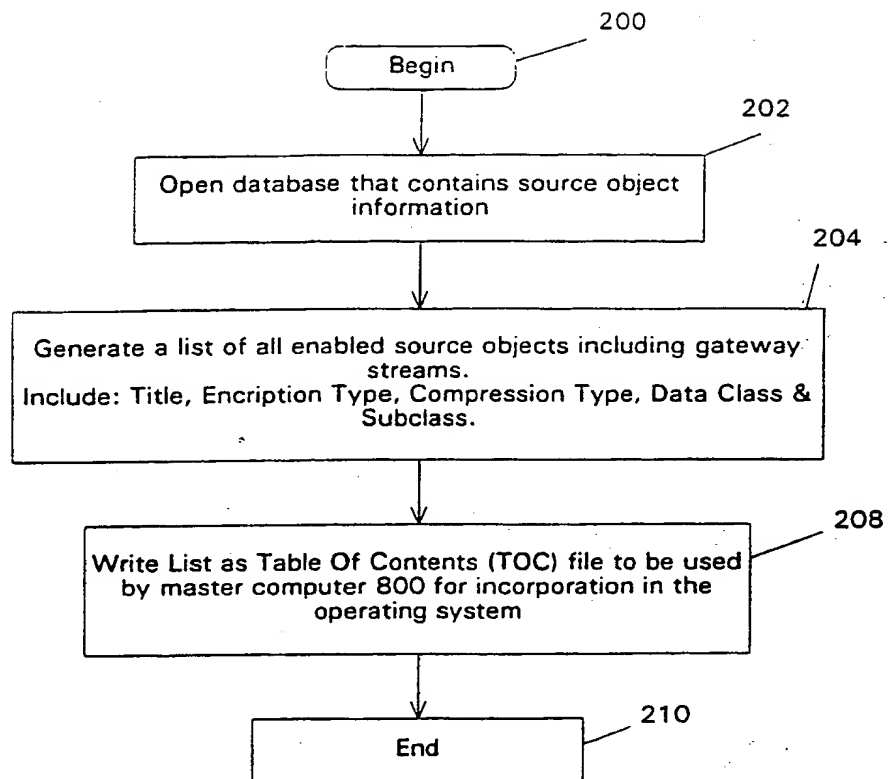 200
Begin
202
Open database that contains source object
information
204
Generate a list of all enabled source objects including gateway
streams.
Include: Title, Encription Type, Compression Type, Data Class &
Subclass.
208
Write List as Table Of Contents (TOC) file to be used
by master computer 800 for incorporation in the
operating system
210
End